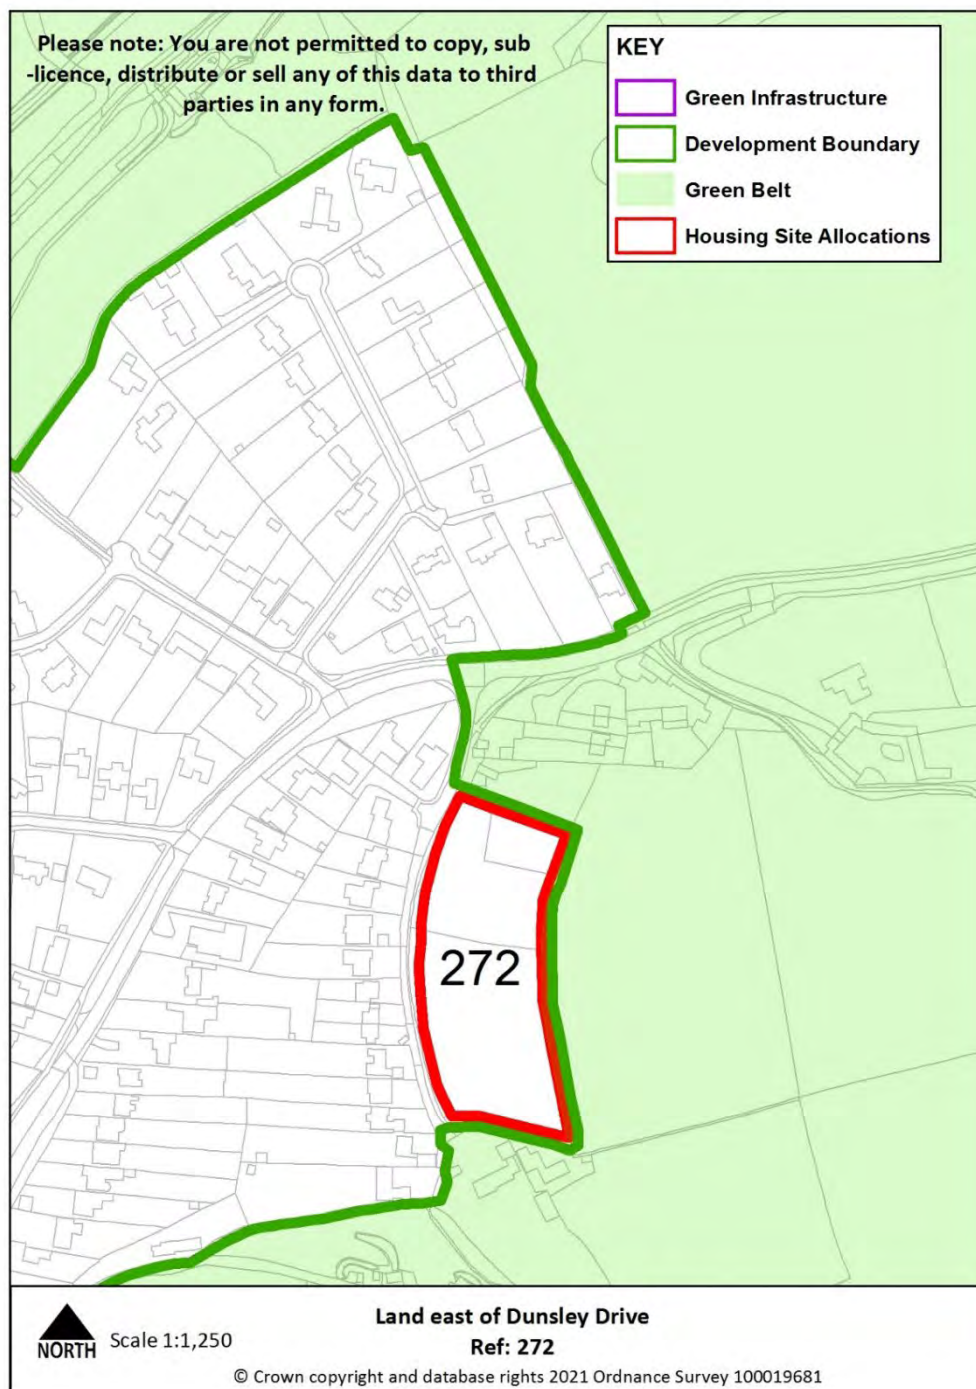 Please note: You are not permitted to copy, sub
-licence, distribute or sell any of this data to third
parties in any form.
KEY
Green Infrastructure
Development Boundary
Green Belt
Housing Site Allocations
272
NORTH
Scale 1:1,250
Land east of Dunsley Drive
Ref: 272
© Crown copyright and database rights 2021 Ordnance Survey 100019681